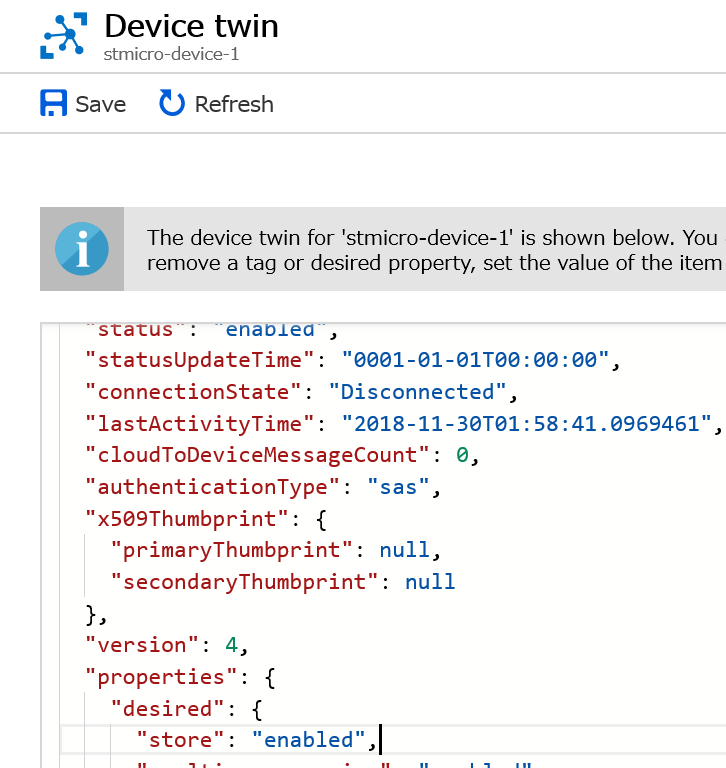 Device twin
stmicro-device-1
Save
Refresh
The device twin for 'stmicro-device-1' is shown below. You
remove a tag or desired property, set the value of the item
"status": "enabled",
"statusUpdateTime": "0001-01-01T00:00:00",
"connectionState": "Disconnected",
"lastActivityTime": "2018-11-30T01:58:41.0969461",
"cloudToDeviceMessageCount": 0,
"authenticationType": "sas",
"x509Thumbprint": {
"primaryThumbprint": null,
"secondaryThumbprint": null
},
"version": 4,
"properties": {
"desired": {
"store": "enabled",